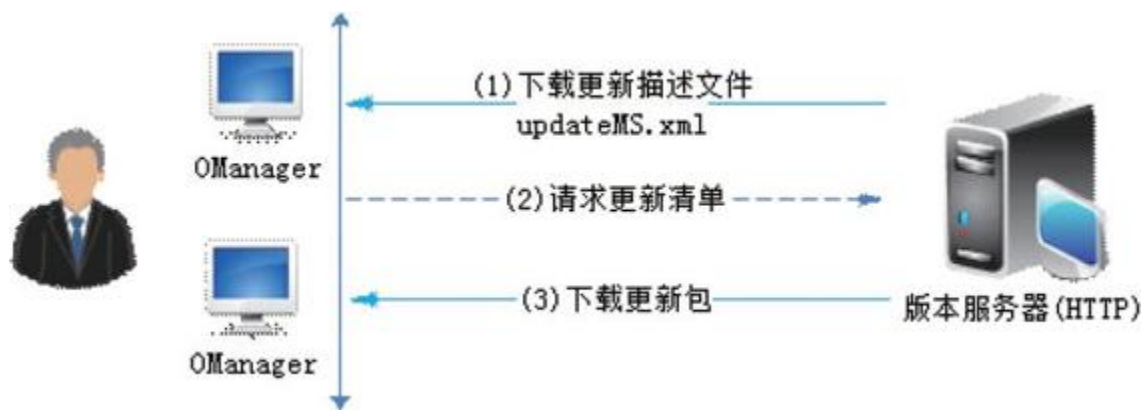 (1)下载更新描述文件
updateMS.xml
OManager
(2)请求更新清单
(3)下载更新包
版本服务器(HTTP)
OManager